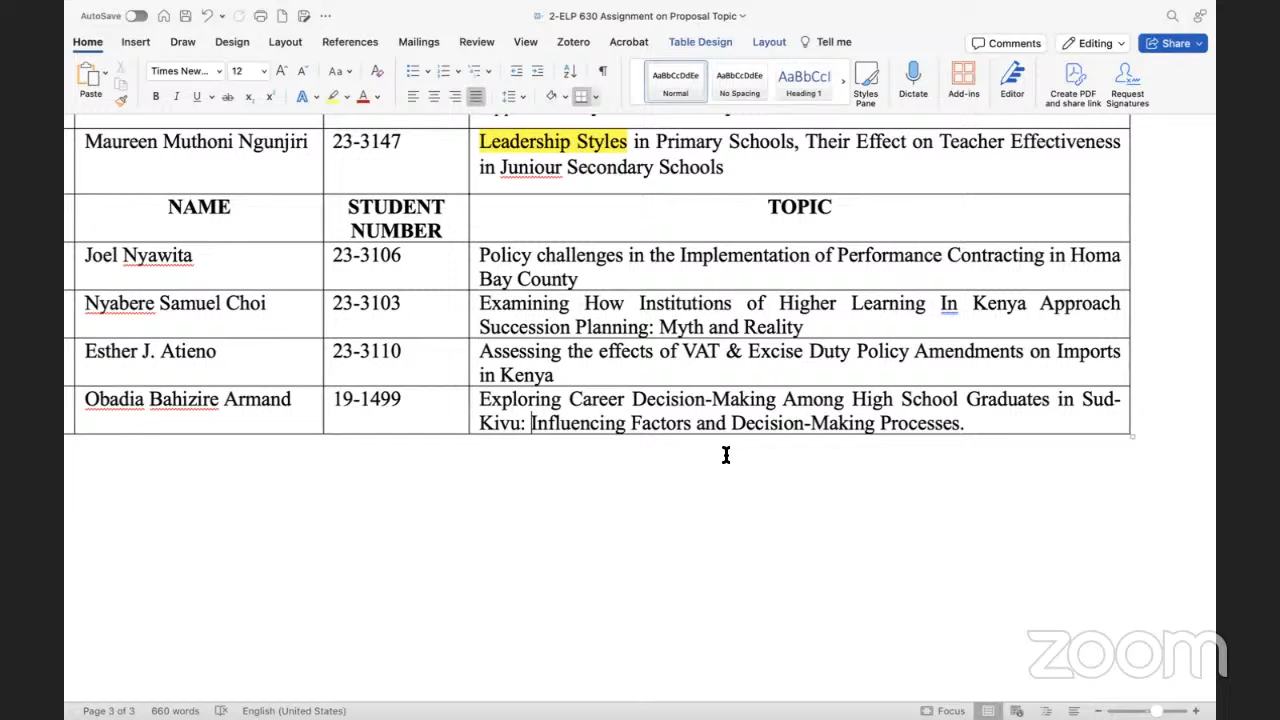 AutoSave
2-ELP 630 Assignment on Proposal Topic
Home Insert Draw Design Layout References Mailings Review View Zotero Acrobat Table Design Layout Tell me
Comments Editing Share
Paste
Times New... 12
AaBbCcDdEe AaBbCcDdEe AaBbCcI
Normal No Spacing Heading 1
Styles Pane
Dictate
Add-ins
Editor
Create PDF and share link
Request Signatures
Maureen Muthoni Ngunjiri 23-3147 Leadership Styles in Primary Schools, Their Effect on Teacher Effectiveness
in Juniour Secondary Schools
NAME STUDENT NUMBER TOPIC
Joel Nyawita 23-3106 Policy challenges in the Implementation of Performance Contracting in Homa
Bay County
Nyabere Samuel Choi 23-3103 Examining How Institutions of Higher Learning In Kenya Approach
Succession Planning: Myth and Reality
Esther J. Atieno 23-3110 Assessing the effects of VAT & Excise Duty Policy Amendments on Imports
in Kenya
Obadia Bahizire Armand 19-1499 Exploring Career Decision-Making Among High School Graduates in Sud-
Kivu: Influencing Factors and Decision-Making Processes.
zoom
Page 3 of 3 660 words English (United States) Focus